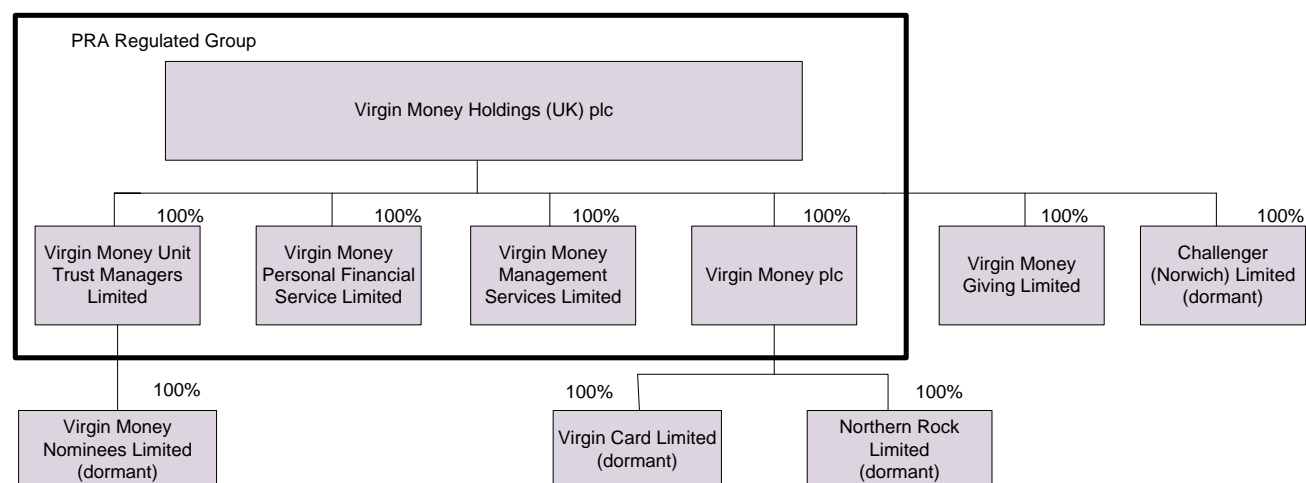 PRA Regulated Group
Virgin Money Holdings (UK) plc
100%
100%
100%
100%
100%
100%
Virgin Money Unit
Trust Managers
Limited
Virgin Money
Personal Financial
Service Limited
Virgin Money
Management
Services Limited
Virgin Money plc
Virgin Money
Giving Limited
Challenger
(Norwich) Limited
(dormant)
100%
100%
100%
Virgin Money
Nominees Limited
(dormant)
Virgin Card Limited
(dormant)
Northern Rock
Limited
(dormant)